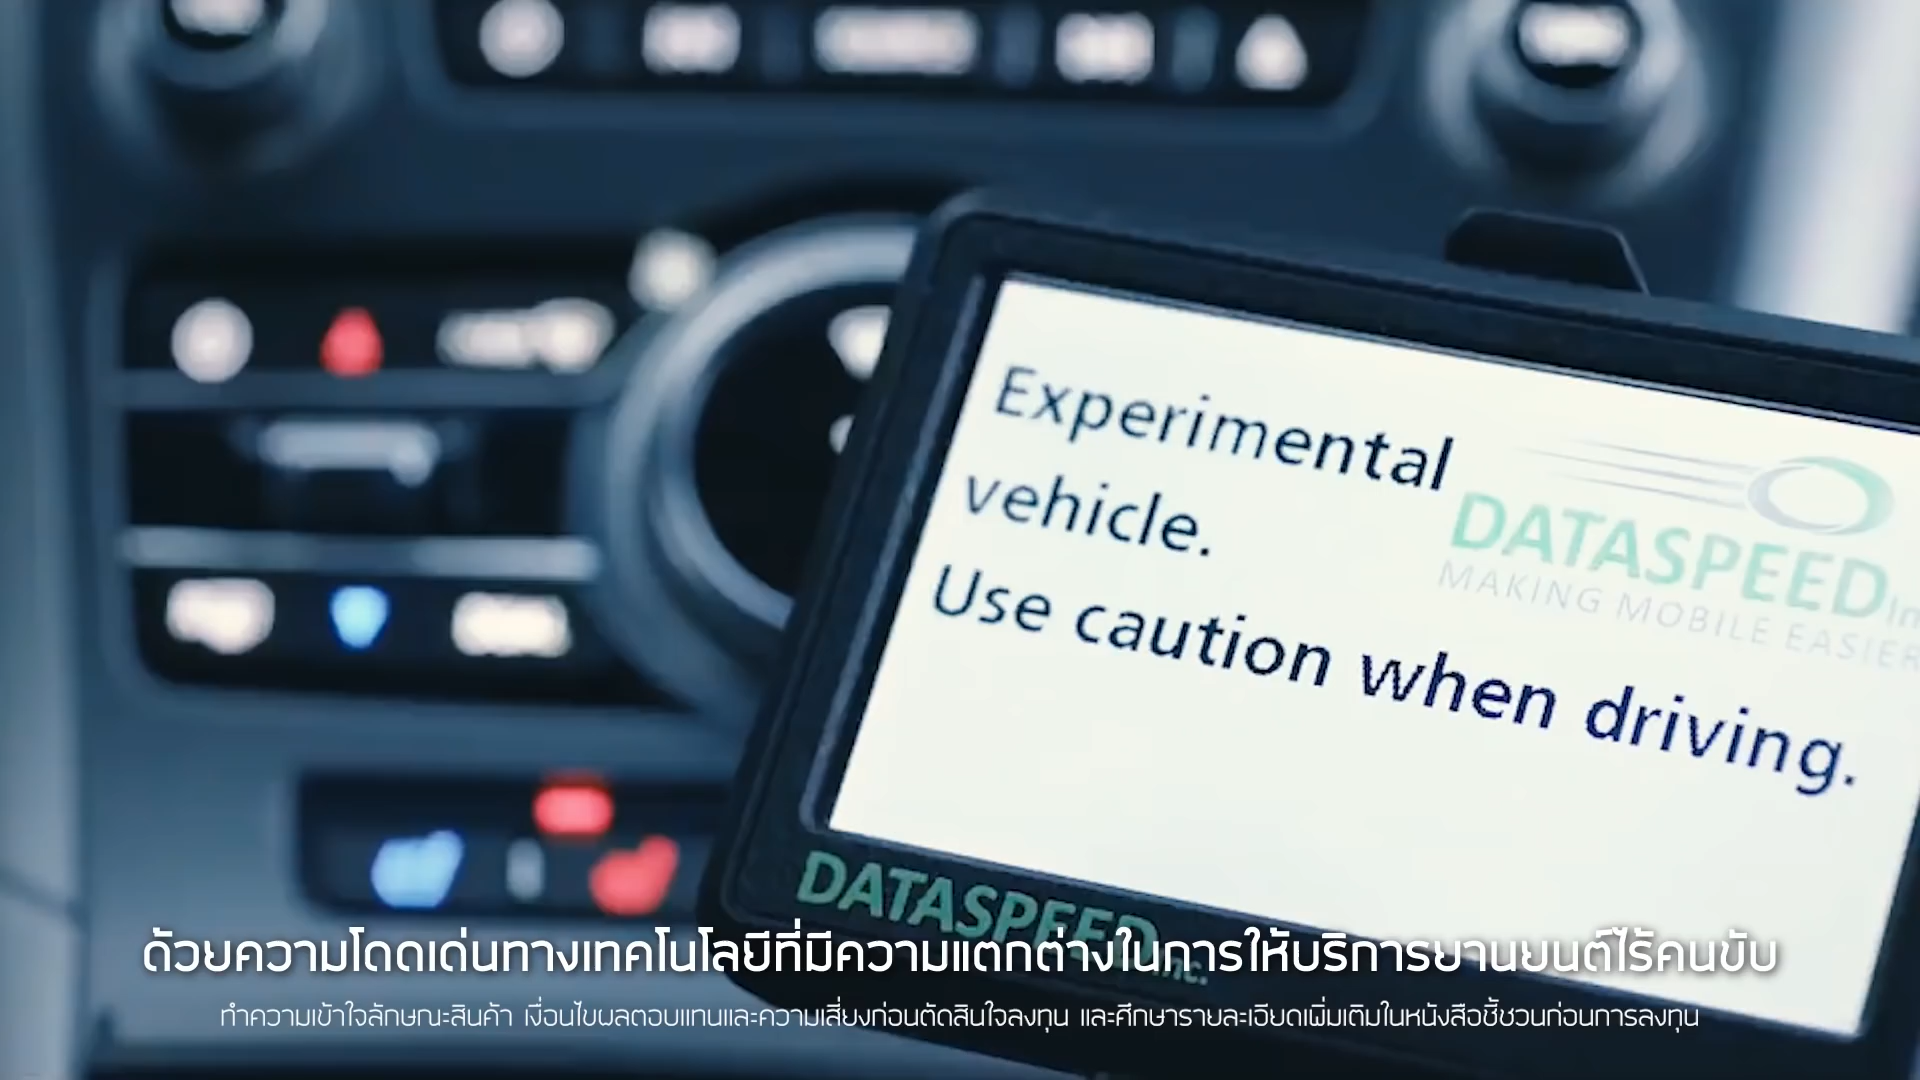 Experimental
vehicle.
Use caution when driving.
DATASPEED
MAKING MOBILE EASIER
DATASPEED Inc.
ด้วยความโดดเด่นทางเทคโนโลยีที่มีความแตกต่างในการให้บริการยานยนต์ไร้คนขับ
ทำความเข้าใจลักษณะสินค้า เงื่อนไขผลตอบแทนและความเสี่ยงก่อนตัดสินใจลงทุน และศึกษารายละเอียดเพิ่มเติมในหนังสือชี้ชวนก่อนการลงทุน